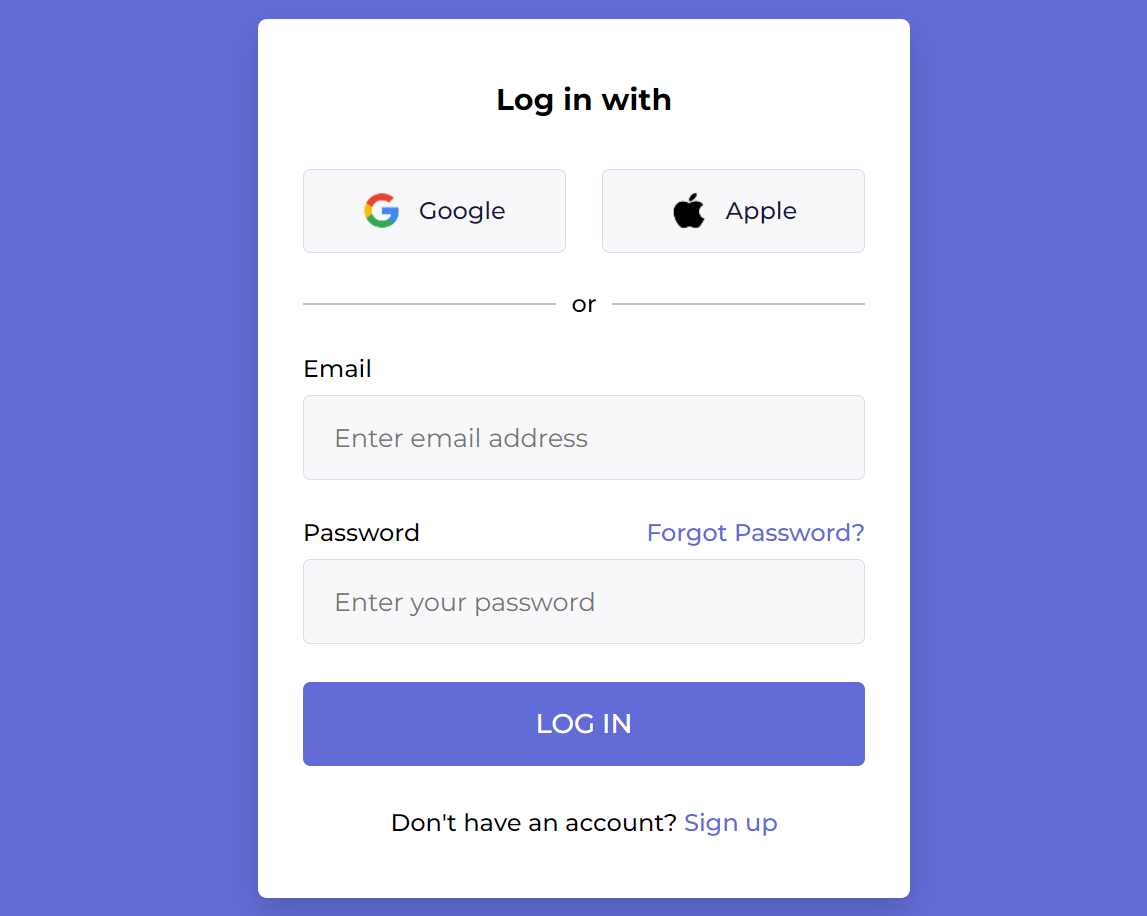 Log in with
Google Apple
or
Email
Enter email address
Password Forgot Password?
Enter your password
LOG IN
Don't have an account? Sign up